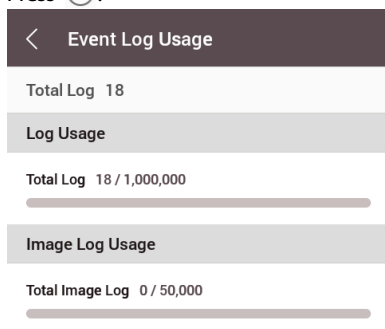 Event Log Usage
Total Log 18
Log Usage
Total Log 18 / 1,000,000
Image Log Usage
Total Image Log 0 / 50,000